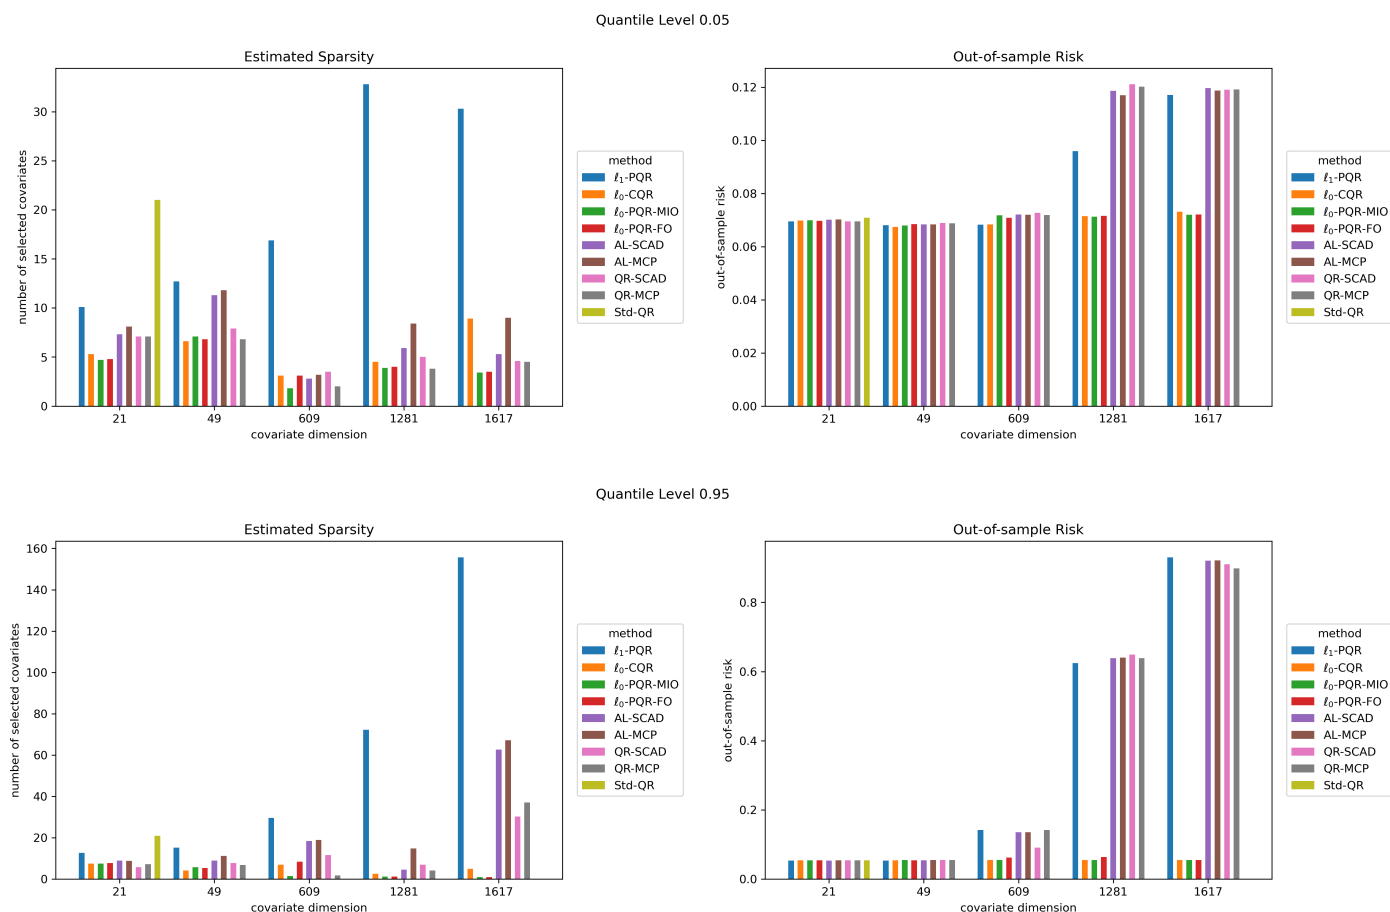 Quantile Level 0.05
Estimated Sparsity
number of selected covariates
30
25
20
15
10
5
0
21 49 609 1281 1617
covariate dimension
method
ℓ₁-PQR
ℓ₀-CQR
ℓ₀-PQR-MIO
ℓ₀-PQR-FO
AL-SCAD
AL-MCP
QR-SCAD
QR-MCP
Std-QR
Out-of-sample Risk
out-of-sample risk
0.12
0.10
0.08
0.06
0.04
0.02
0.00
21 49 609 1281 1617
covariate dimension
method
ℓ₁-PQR
ℓ₀-CQR
ℓ₀-PQR-MIO
ℓ₀-PQR-FO
AL-SCAD
AL-MCP
QR-SCAD
QR-MCP
Std-QR
Quantile Level 0.95
Estimated Sparsity
number of selected covariates
160
140
120
100
80
60
40
20
0
21 49 609 1281 1617
covariate dimension
method
ℓ₁-PQR
ℓ₀-CQR
ℓ₀-PQR-MIO
ℓ₀-PQR-FO
AL-SCAD
AL-MCP
QR-SCAD
QR-MCP
Std-QR
Out-of-sample Risk
out-of-sample risk
0.8
0.6
0.4
0.2
0.0
21 49 609 1281 1617
covariate dimension
method
ℓ₁-PQR
ℓ₀-CQR
ℓ₀-PQR-MIO
ℓ₀-PQR-FO
AL-SCAD
AL-MCP
QR-SCAD
QR-MCP
Std-QR